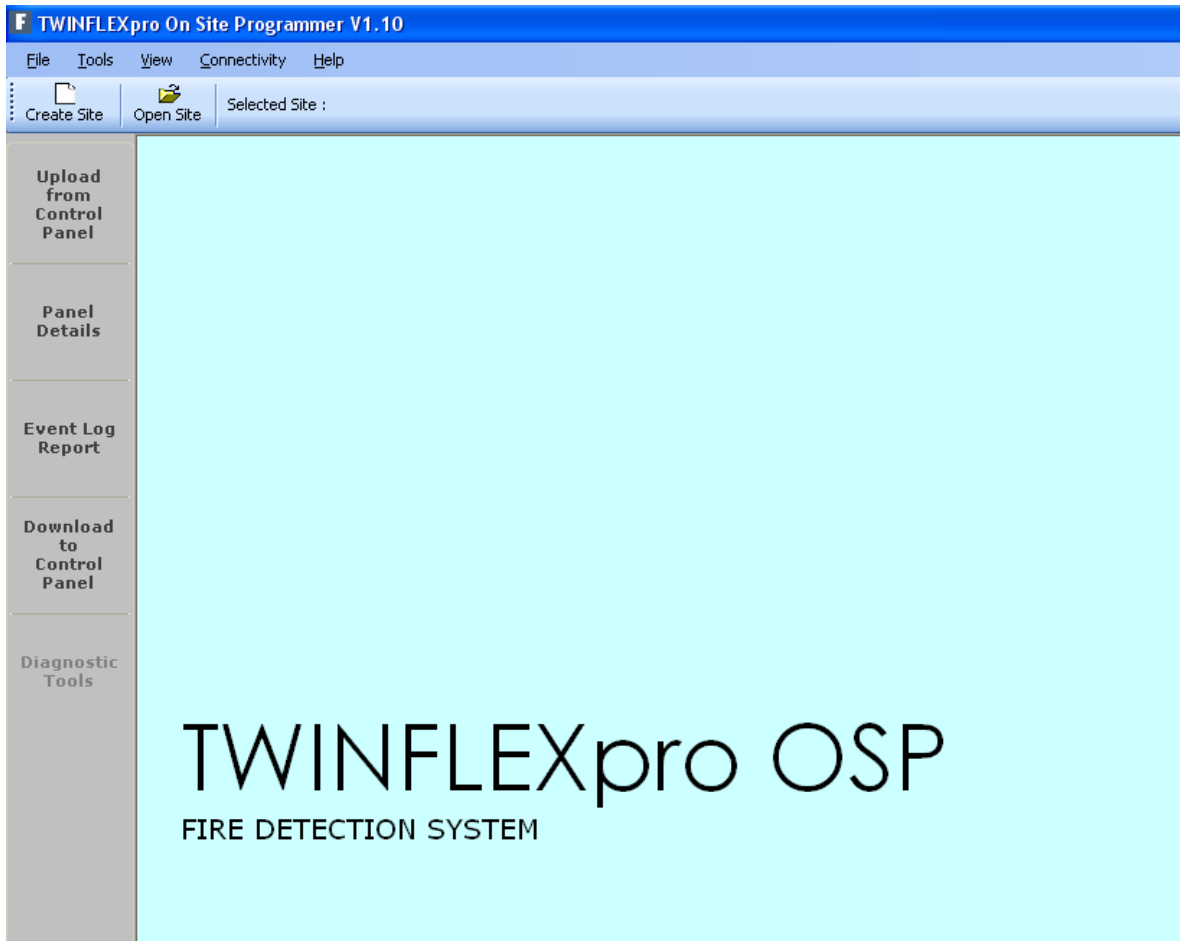 TWINFLEXpro On Site Programmer V1.10
File Tools View Connectivity Help
Create Site Open Site Selected Site :
Upload
from
Control
Panel
Panel
Details
Event Log
Report
Download
to
Control
Panel
Diagnostic
Tools
TWINFLEXpro OSP
FIRE DETECTION SYSTEM